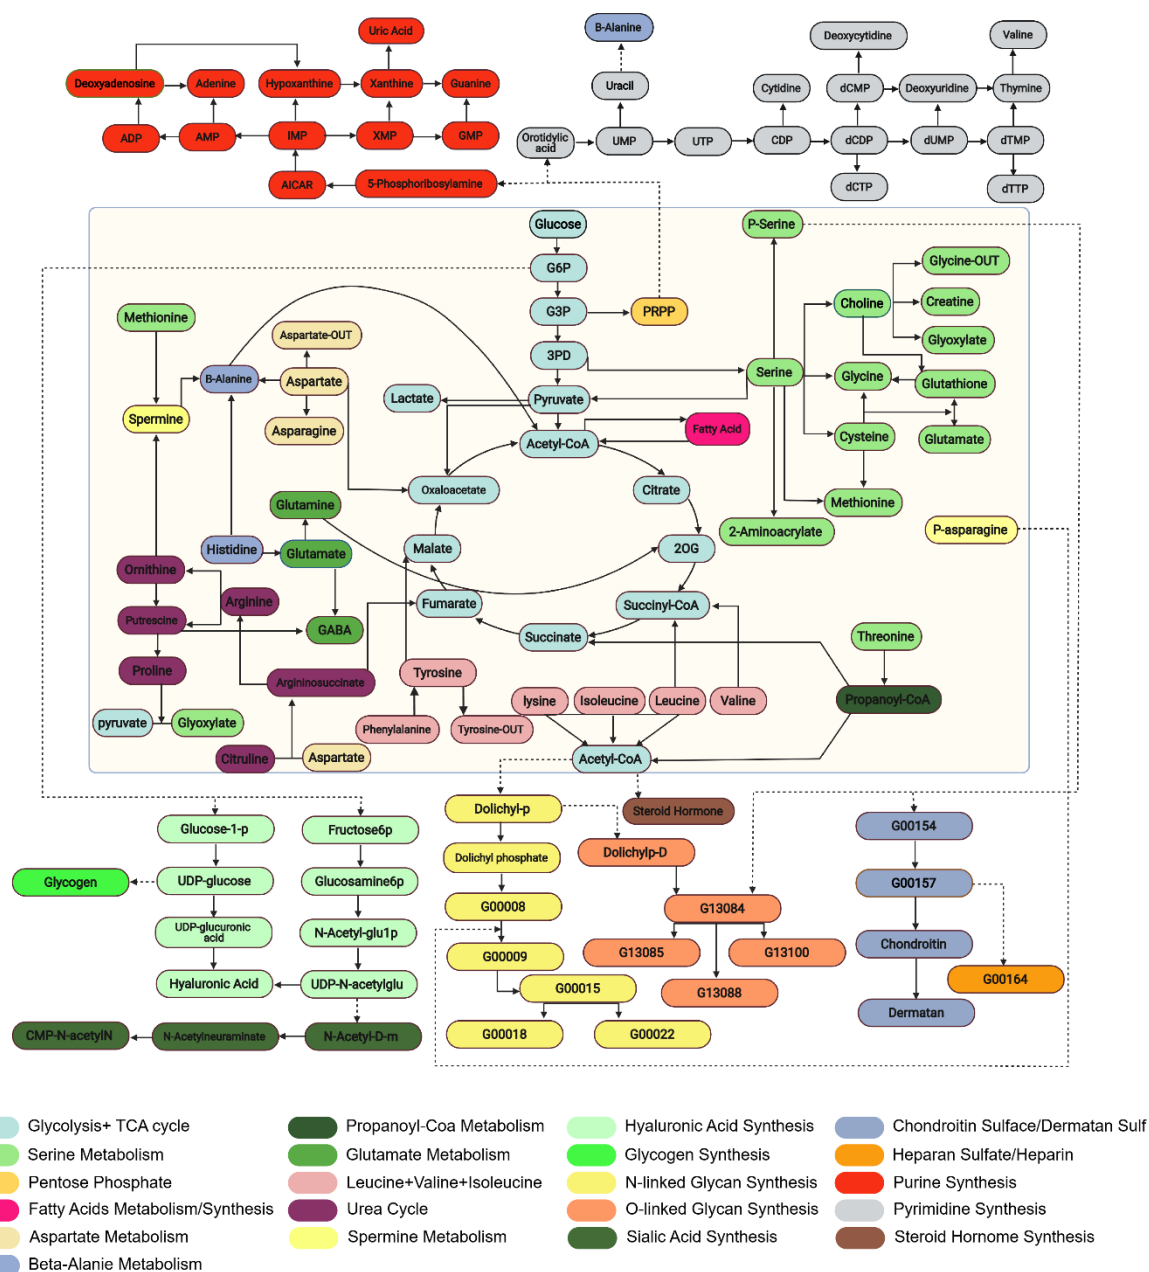 Uric Acid
B-Alanine
Deoxycytidine
Valine
Deoxyadenosine
Adenine
Hypoxanthine
Xanthine
Guanine
Uracil
Cytidine
dCMP
Deoxyuridine
Thymine
ADP
AMP
IMP
XMP
GMP
Orotidylic
acid
UMP
UTP
CDP
dCDP
dUMP
dTMP
AICAR
5-Phosphoribosylamine
dCTP
dTTP
Glucose
P-Serine
G6P
Glycine-OUT
Methionine
G3P
PRPP
Choline
Creatine
Aspartate-OUT
Glyoxylate
3PD
B-Alanine
Aspartate
Serine
Glycine
Glutathione
Lactate
Pyruvate
Spermine
Asparagine
Acetyl-CoA
Fatty Acid
Cysteine
Glutamate
Oxaloacetate
Citrate
Glutamine
Methionine
2-Aminoacrylate
P-asparagine
Histidine
Glutamate
Malate
2OG
Ornithine
Arginine
Fumarate
Succinyl-CoA
Putrescine
GABA
Succinate
Threonine
Proline
Argininosuccinate
Tyrosine
lysine
Isoleucine
Leucine
Valine
Propanoyl-CoA
pyruvate
Glyoxylate
Phenylalanine
Tyrosine-OUT
Citruline
Aspartate
Acetyl-CoA
Dolichyl-p
Steroid Hormone
Glucose-1-p
Fructose6p
G00154
Dolichyl phosphate
Dolichylp-D
Glycogen
UDP-glucose
Glucosamine6p
G00157
G00008
G13084
UDP-glucuronic
acid
N-Acetyl-glu1p
Chondroitin
G00009
G13085
G13100
Hyaluronic Acid
UDP-N-acetylglu
G00015
G13088
G00164
Dermatan
CMP-N-acetylN
N-Acetylneuraminate
N-Acetyl-D-m
G00018
G00022
Glycolysis+ TCA cycle
Propanoyl-Coa Metabolism
Hyaluronic Acid Synthesis
Chondroitin Sulface/Dermatan Sulf
Serine Metabolism
Glutamate Metabolism
Glycogen Synthesis
Heparan Sulfate/Heparin
Pentose Phosphate
Leucine+Valine+Isoleucine
N-linked Glycan Synthesis
Purine Synthesis
Fatty Acids Metabolism/Synthesis
Urea Cycle
O-linked Glycan Synthesis
Pyrimidine Synthesis
Aspartate Metabolism
Spermine Metabolism
Sialic Acid Synthesis
Steroid Hornome Synthesis
Beta-Alanie Metabolism